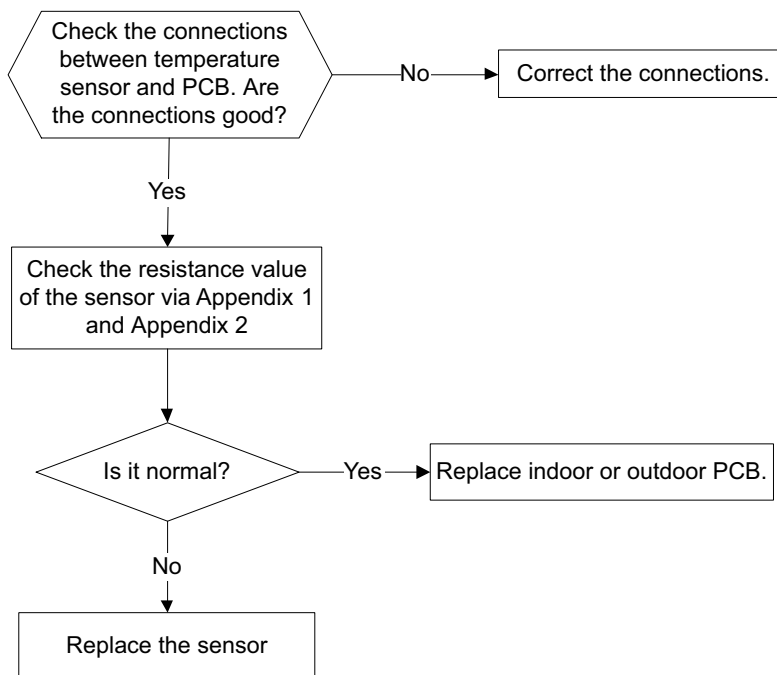 Check the connections
between temperature
sensor and PCB. Are
the connections good?
No
Correct the connections.
Yes
Check the resistance value
of the sensor via Appendix 1
and Appendix 2
Is it normal?
Yes
Replace indoor or outdoor PCB.
No
Replace the sensor